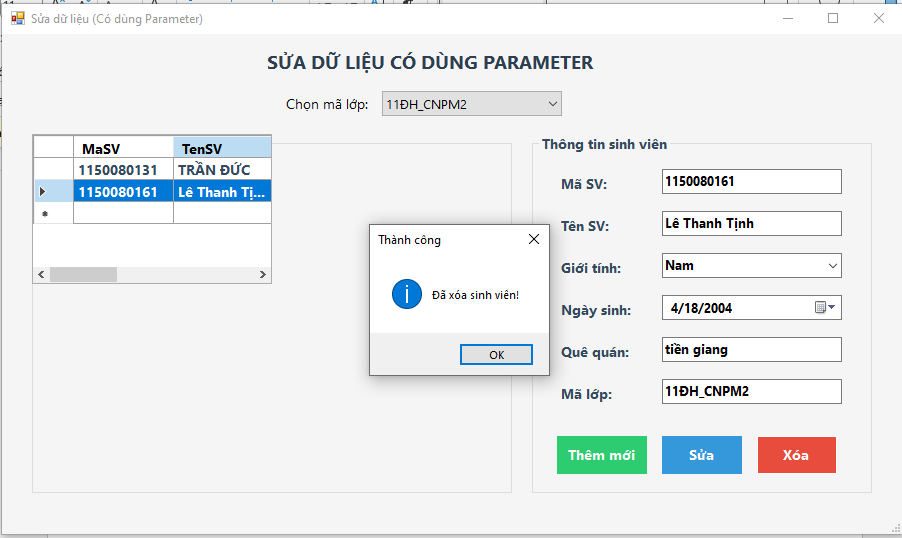 Sửa dữ liệu (Có dùng Parameter)
SỬA DỮ LIỆU CÓ DÙNG PARAMETER
Chọn mã lớp: 11ĐH_CNPM2
MaSV TenSV
1150080131 TRẦN ĐỨC
1150080161 Lê Thanh Tị...
Thông tin sinh viên
Mã SV: 1150080161
Tên SV: Lê Thanh Tịnh
Giới tính: Nam
Ngày sinh: 4/18/2004
Quê quán: tiền giang
Mã lớp: 11ĐH_CNPM2
Thêm mới Sửa Xóa
Thành công
Đã xóa sinh viên!
OK